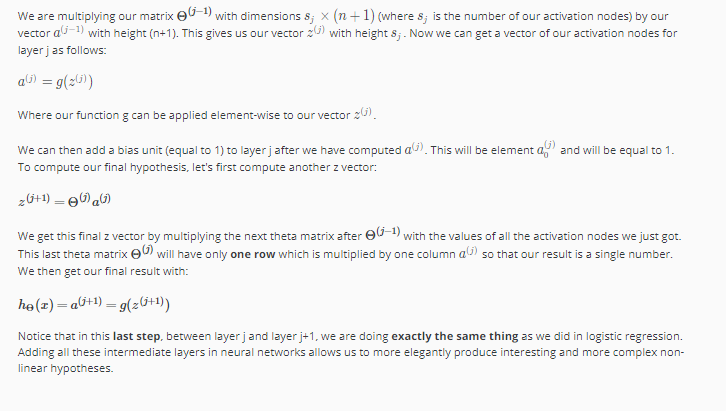 We are multiplying our matrix Θ^(j−1) with dimensions s_j × (n + 1) (where s_j is the number of our activation nodes) by our
vector a^(j−1) with height (n+1). This gives us our vector z^(j) with height s_j. Now we can get a vector of our activation nodes for
layer j as follows:
a^(j) = g(z^(j))
Where our function g can be applied element-wise to our vector z^(j).
We can then add a bias unit (equal to 1) to layer j after we have computed a^(j). This will be element a_0^(j) and will be equal to 1.
To compute our final hypothesis, let's first compute another z vector:
z^(j+1) = Θ^(j)a^(j)
We get this final z vector by multiplying the next theta matrix after Θ^(j−1) with the values of all the activation nodes we just got.
This last theta matrix Θ^(j) will have only one row which is multiplied by one column a^(j) so that our result is a single number.
We then get our final result with:
h_Θ(x) = a^(j+1) = g(z^(j+1))
Notice that in this last step, between layer j and layer j+1, we are doing exactly the same thing as we did in logistic regression.
Adding all these intermediate layers in neural networks allows us to more elegantly produce interesting and more complex non-
linear hypotheses.